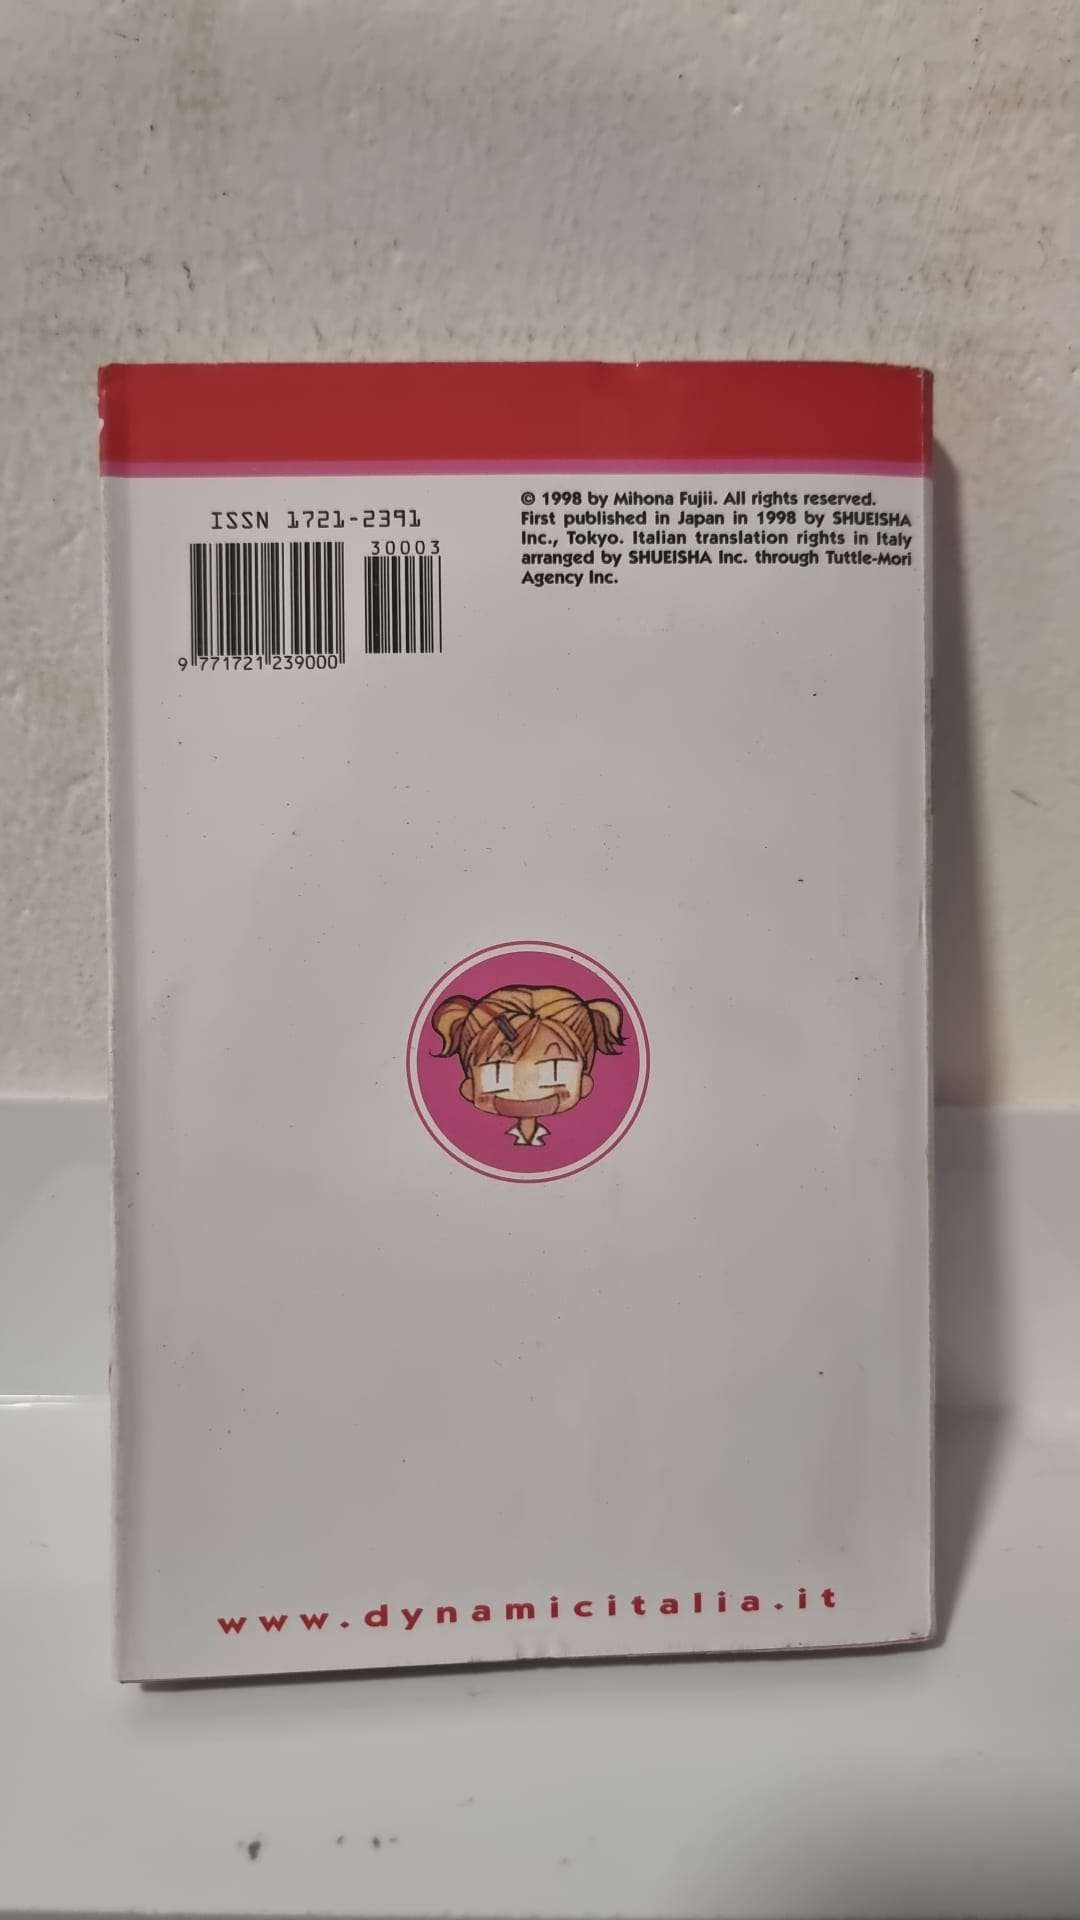 ISSN 1721-2391
30003
9 771721 239000
© 1998 by Mihona Fujii. All rights reserved.
First published in Japan in 1998 by SHUEISHA
Inc., Tokyo. Italian translation rights in Italy
arranged by SHUEISHA Inc. through Tuttle-Mori
Agency Inc.
www.dynamicitalia.it